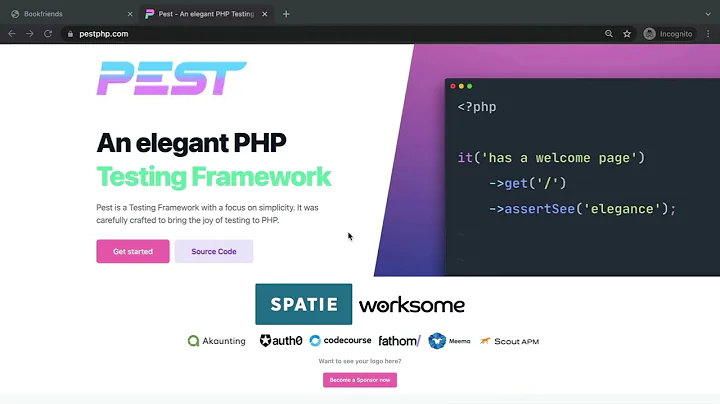 Bookfriends
Pest - An elegant PHP Testing
pestphp.com
Incognito
PEST
An elegant PHP
Testing Framework
Pest is a Testing Framework with a focus on simplicity. It was
carefully crafted to bring the joy of testing to PHP.
Get started
Source Code
<?php
it('has a welcome page')
->get('/')
->assertSee('elegance');
SPATIE
worksome
Akaunting
auth0
codecourse
fathom/
Meema
Scout APM
Want to see your logo here?
Become a Sponsor now